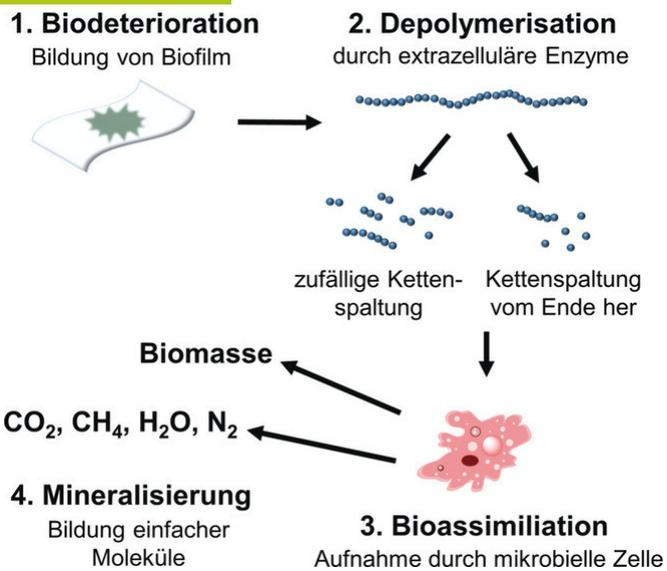 1. Biodeterioration
Bildung von Biofilm
2. Depolymerisation
durch extrazelluläre Enzyme
zufällige Ketten-
spaltung
Kettenspaltung
vom Ende her
Biomasse
CO₂, CH₄, H₂O, N₂
4. Mineralisierung
Bildung einfacher
Moleküle
3. Bioassimiliation
Aufnahme durch mikrobielle Zelle